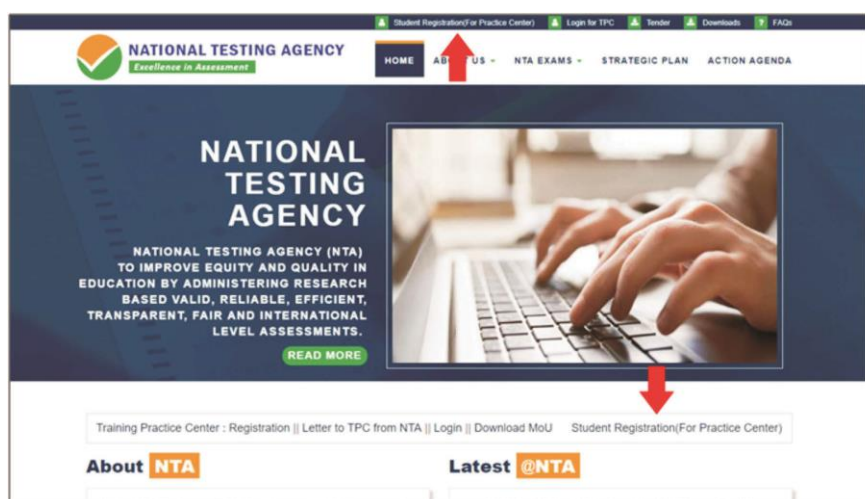 Student Registration(For Practice Center) Login for TPC Tender Downloads ? FAQs
NATIONAL TESTING AGENCY
Excellence in Assessment
HOME US NTA EXAMS STRATEGIC PLAN ACTION AGENDA
NATIONAL
TESTING
AGENCY
NATIONAL TESTING AGENCY (NTA)
TO IMPROVE EQUITY AND QUALITY IN
EDUCATION BY ADMINISTERING RESEARCH
BASED VALID, RELIABLE, EFFICIENT,
TRANSPARENT, FAIR AND INTERNATIONAL
LEVEL ASSESSMENTS.
READ MORE
Training Practice Center : Registration || Letter to TPC from NTA || Login || Download MoU Student Registration(For Practice Center)
About NTA
Latest @NTA